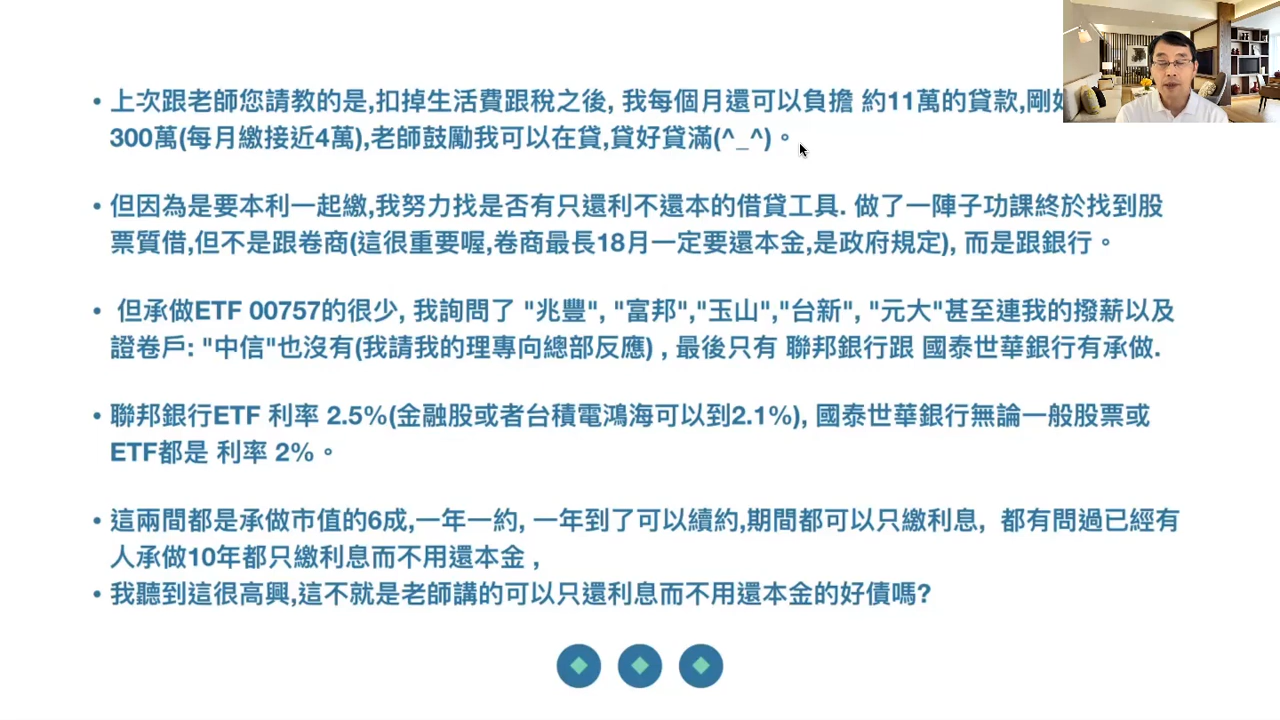 • 上次跟老師您請教的是,扣掉生活費跟稅之後, 我每個月還可以負擔 約11萬的貸款,剛
300萬(每月繳接近4萬),老師鼓勵我可以在貸,貸好貸滿(^_^)。
• 但因為是要本利一起繳,我努力找是否有只還利不還本的借貸工具. 做了一陣子功課終於找到股
票質借,但不是跟卷商(這很重要喔,卷商最長18月一定要還本金,是政府規定), 而是跟銀行。
• 但承做ETF 00757的很少, 我詢問了 "兆豐", "富邦","玉山","台新", "元大"甚至連我的撥薪以及
證卷戶: "中信"也沒有(我請我的理專向總部反應) , 最後只有 聯邦銀行跟 國泰世華銀行有承做.
• 聯邦銀行ETF 利率 2.5%(金融股或者台積電鴻海可以到2.1%), 國泰世華銀行無論一般股票或
ETF都是 利率 2%。
• 這兩間都是承做市值的6成,一年一約, 一年到了可以續約,期間都可以只繳利息, 都有問過已經有
人承做10年都只繳利息而不用還本金 ,
• 我聽到這很高興,這不就是老師講的可以只還利息而不用還本金的好債嗎?